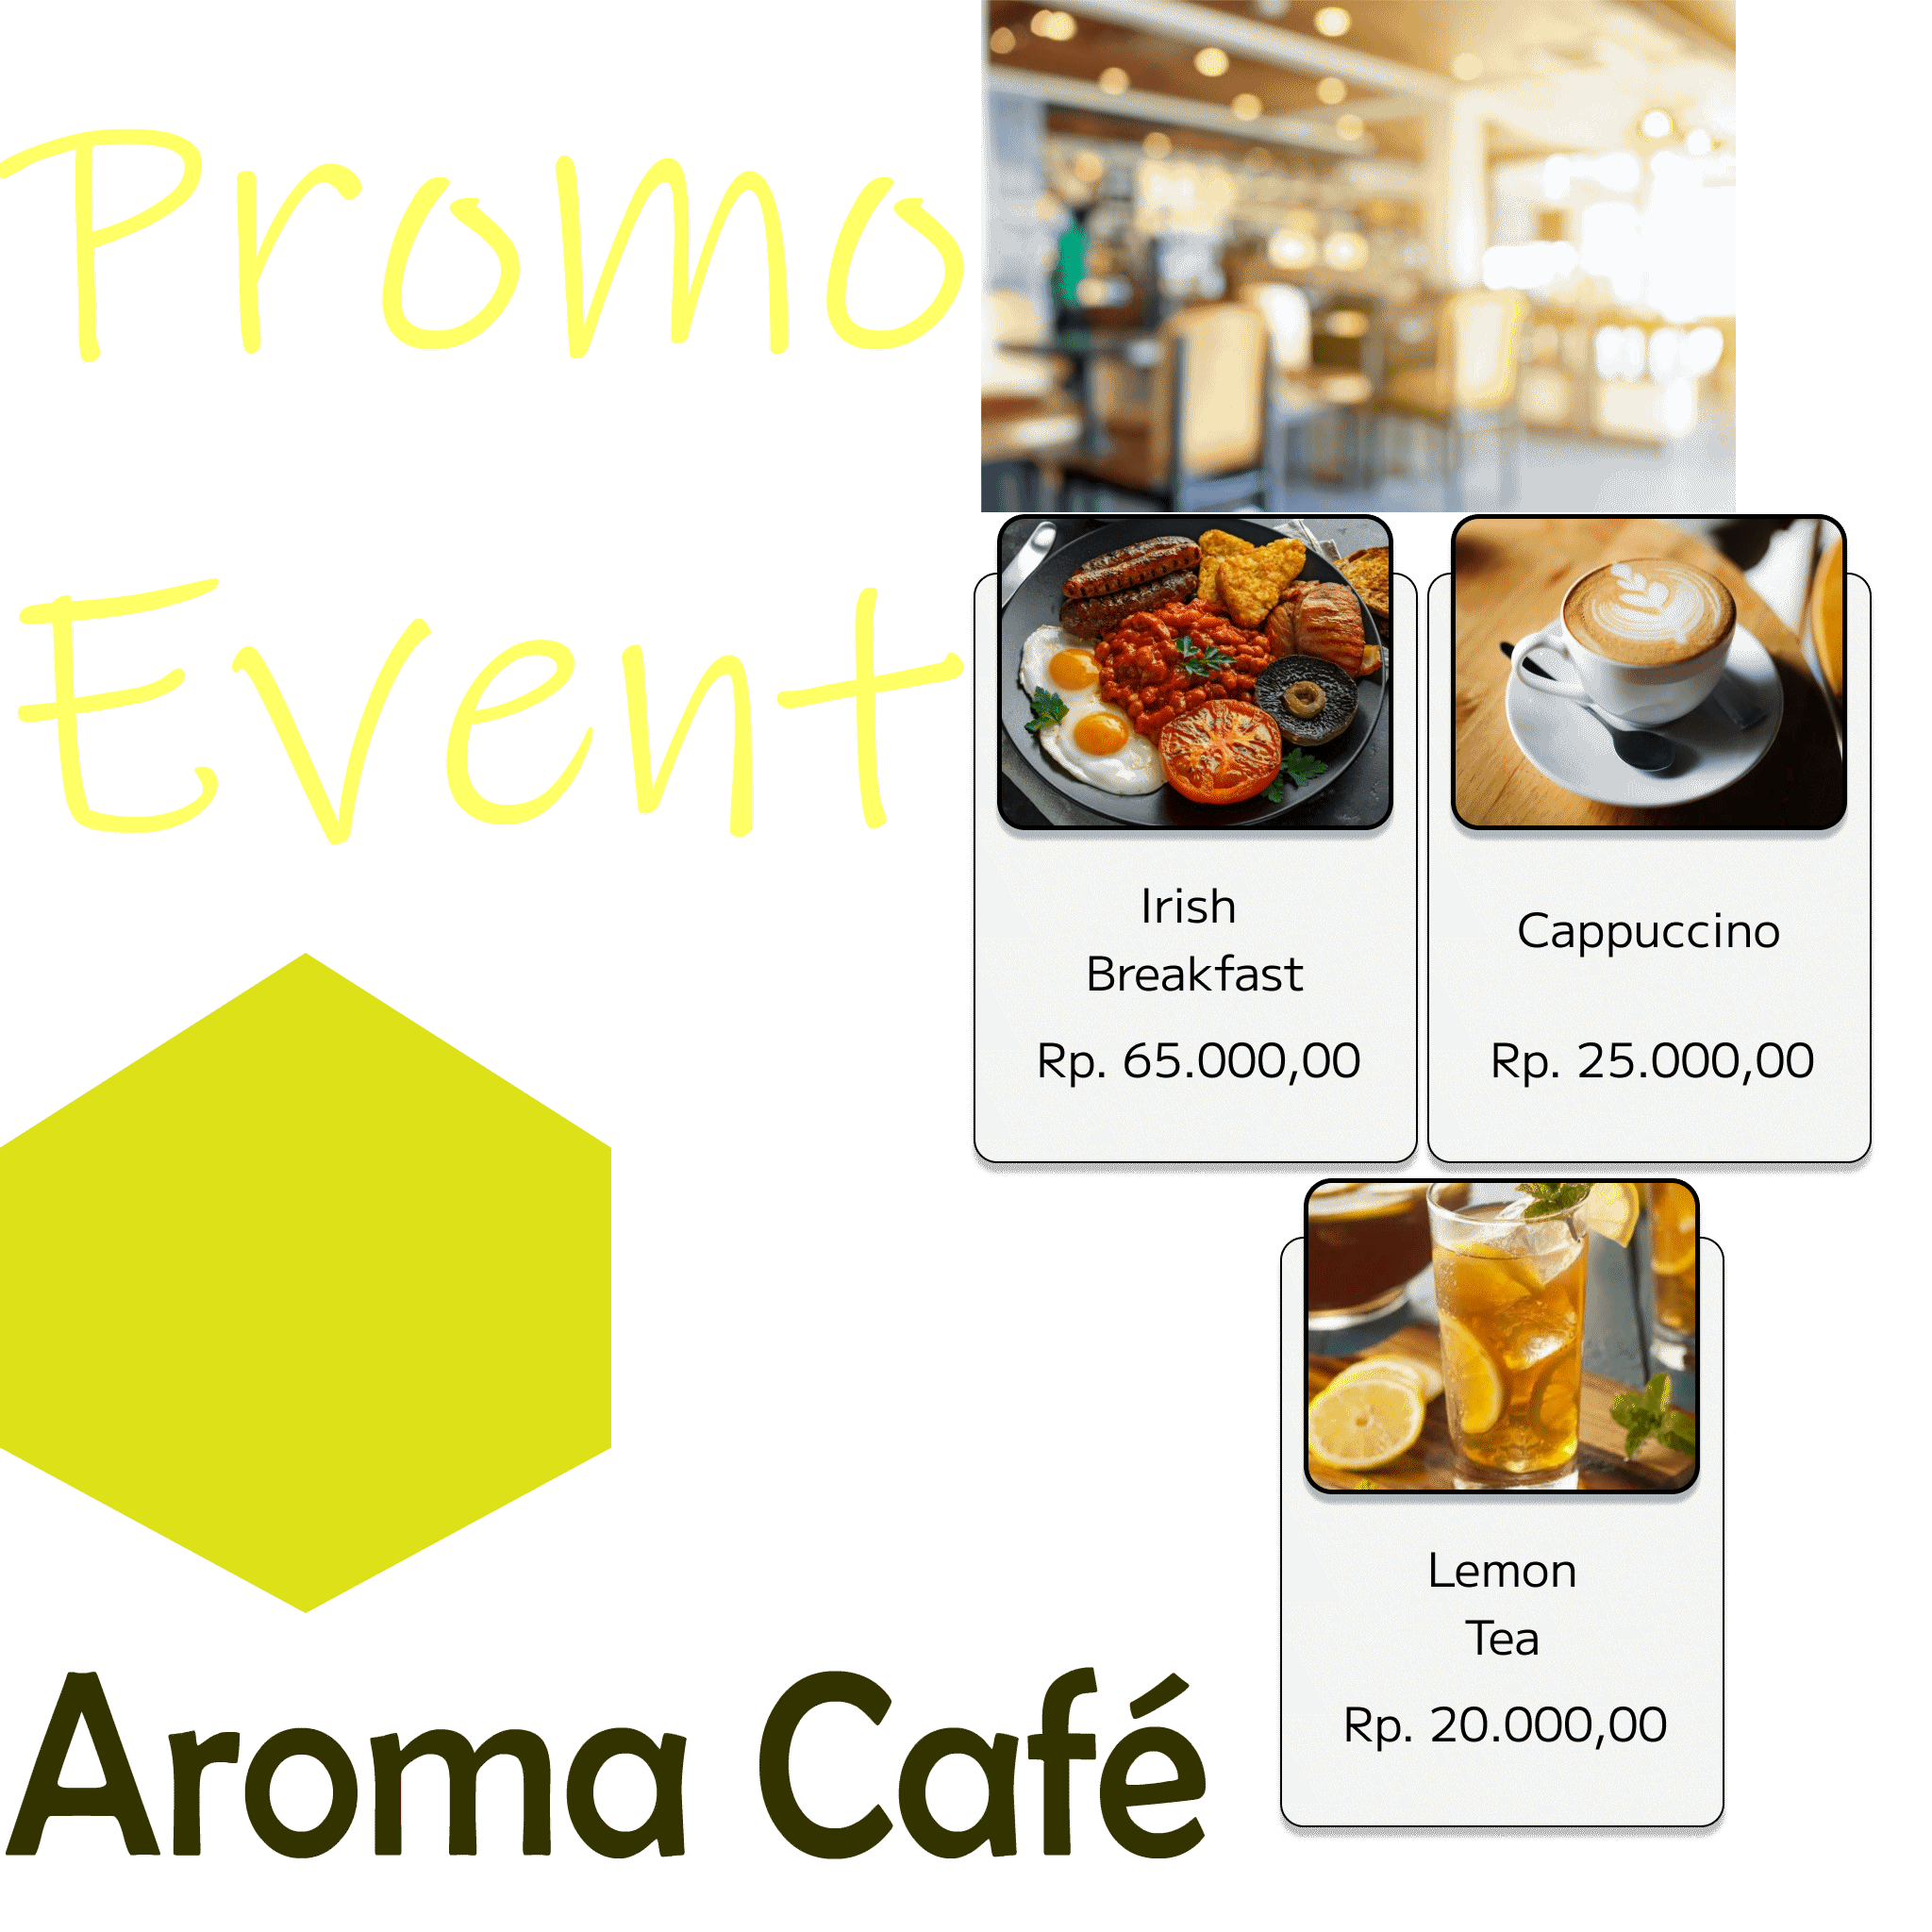 Promo
Event
Irish
Breakfast
Rp. 65.000,00
Cappuccino
Rp. 25.000,00
Lemon
Tea
Rp. 20.000,00
Aroma Café